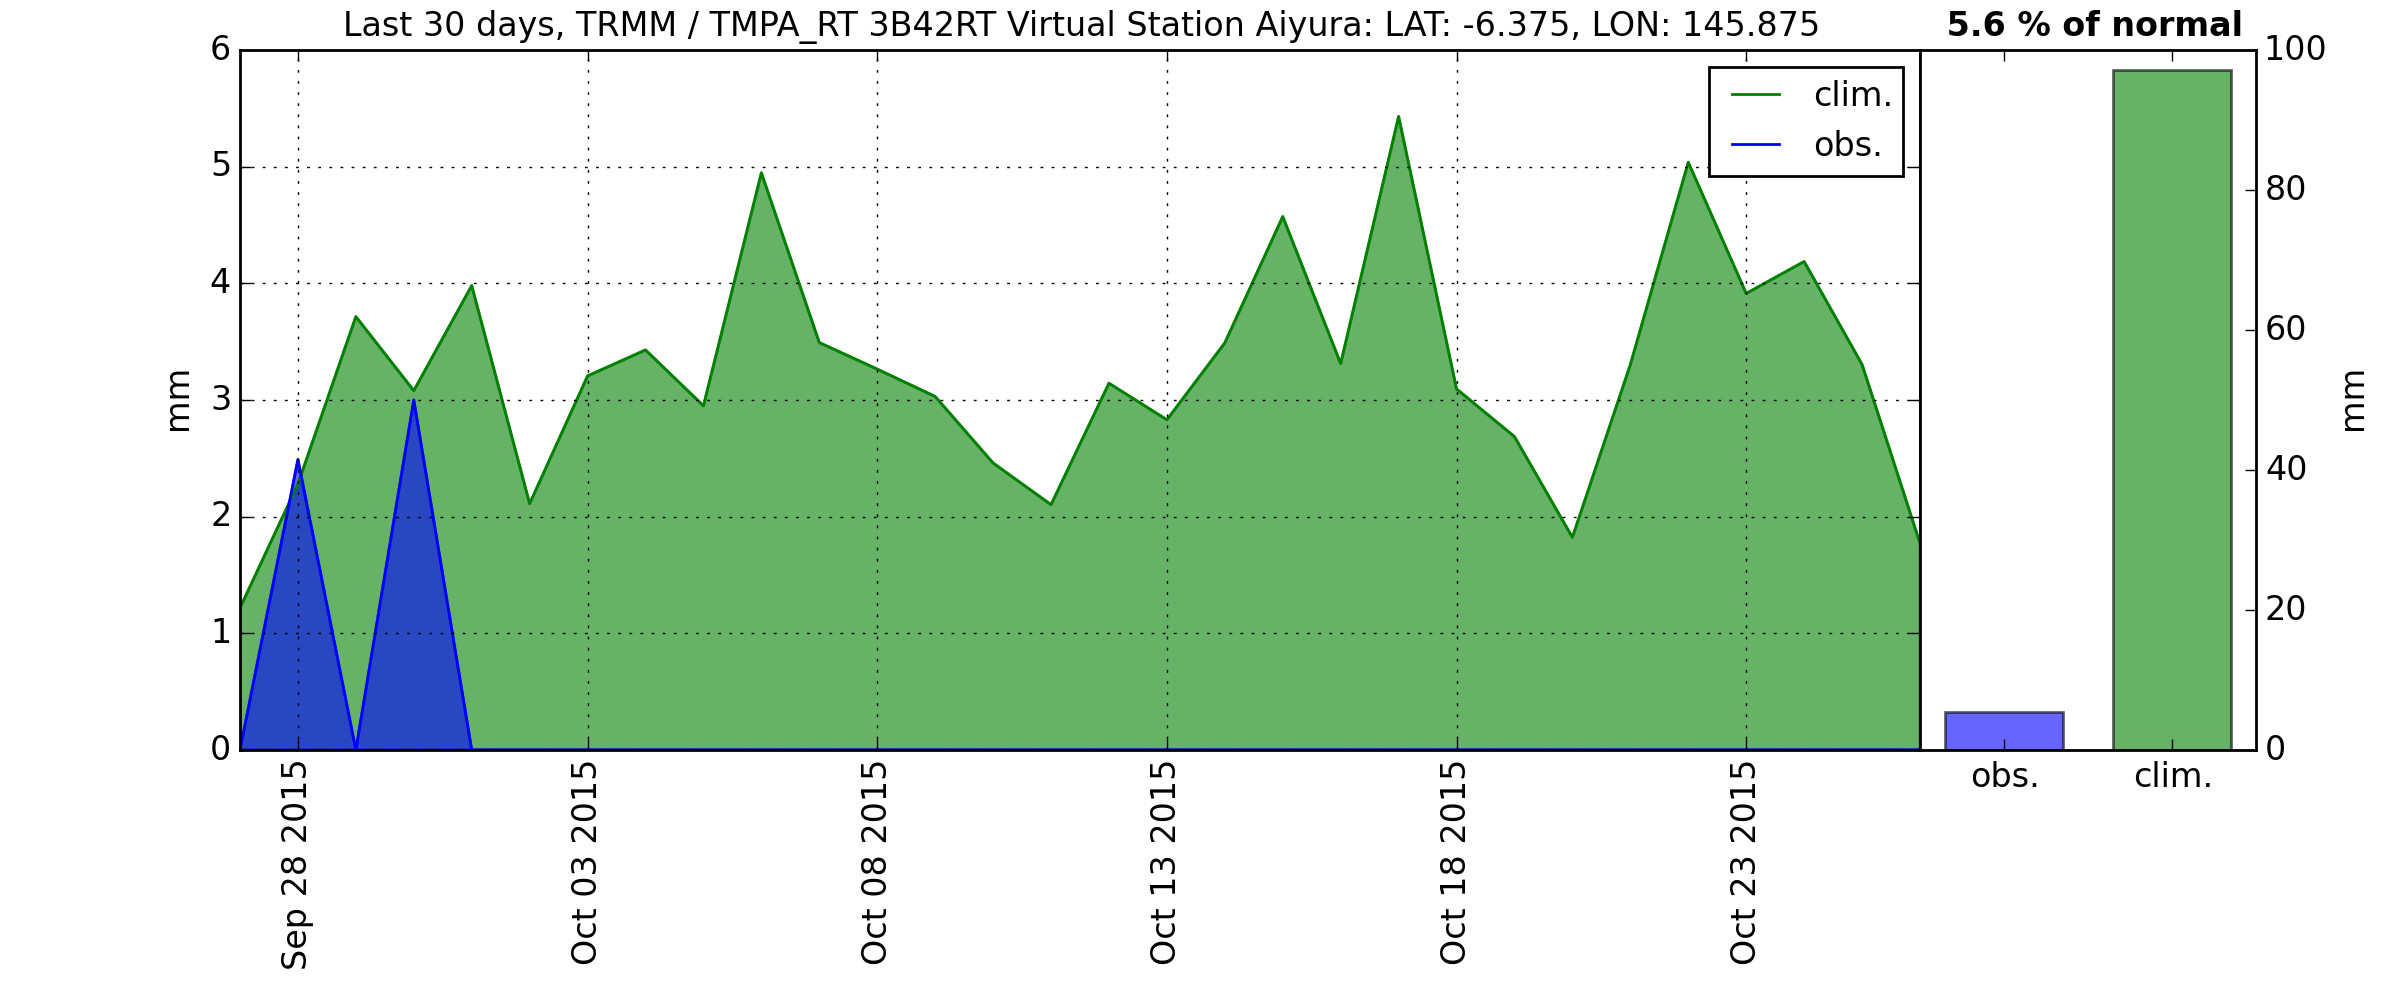 Last 30 days, TRMM / TMPA_RT 3B42RT Virtual Station Aiyura: LAT: -6.375, LON: 145.875
5.6 % of normal
6
5
4
3
2
1
0
mm
clim.
obs.
100
80
60
40
20
0
mm
obs.
clim.
Sep 28 2015
Oct 03 2015
Oct 08 2015
Oct 13 2015
Oct 18 2015
Oct 23 2015